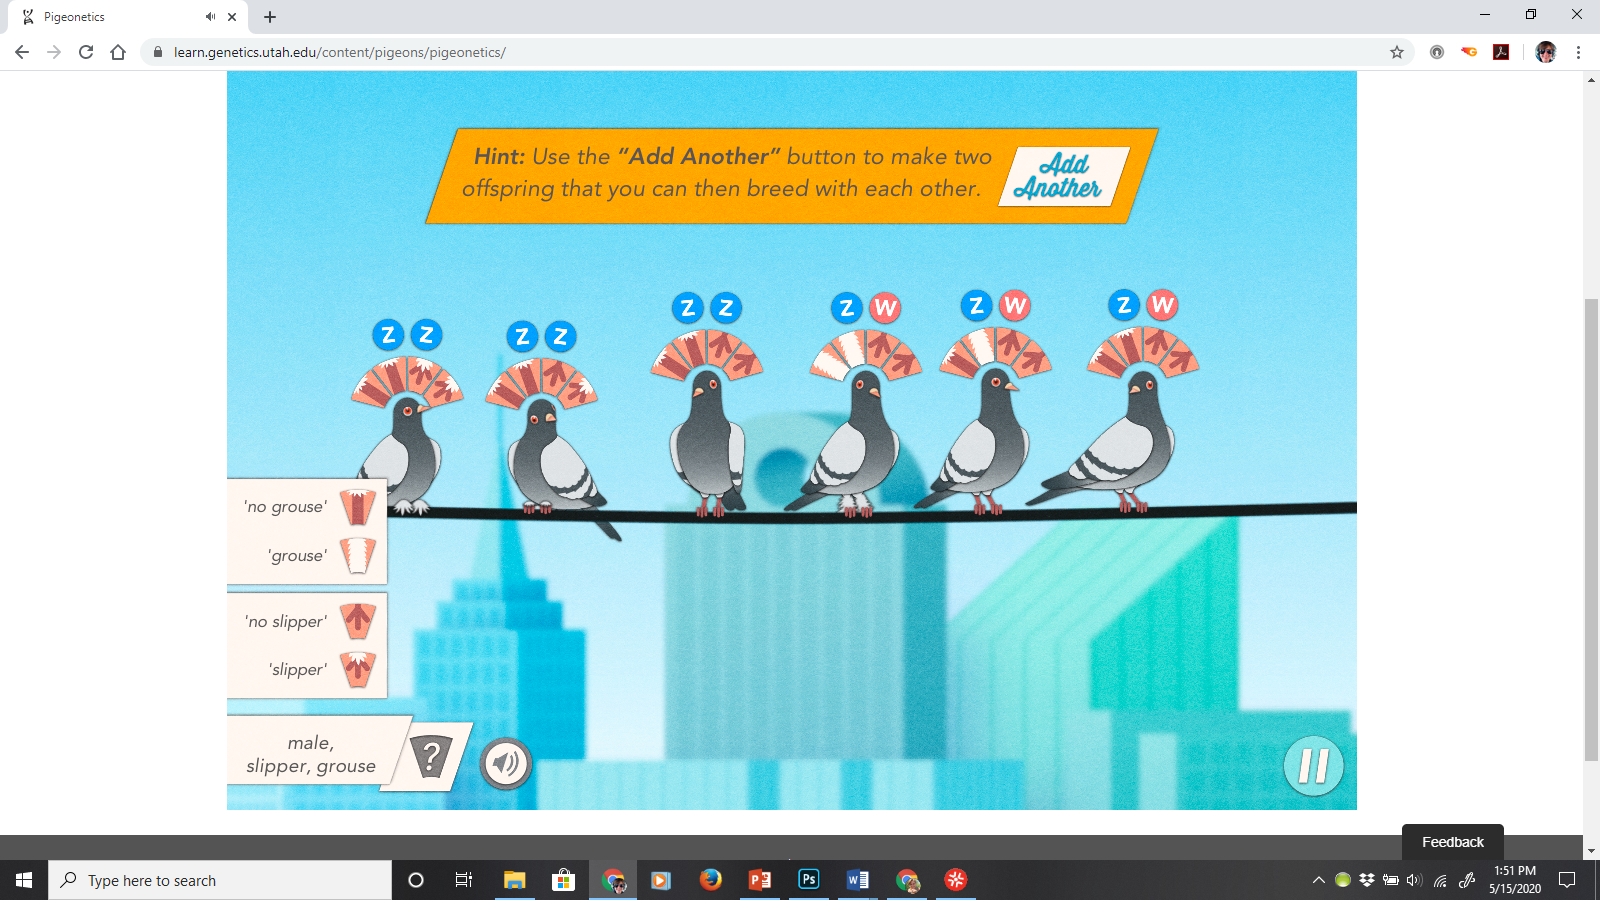 Pigeonetics
learn.genetics.utah.edu/content/pigeons/pigeonetics/
Hint: Use the “Add Another” button to make two
offspring that you can then breed with each other.
Add
Another
Z Z
Z Z
Z Z
Z W
Z W
Z W
'no grouse'
'grouse'
'no slipper'
'slipper'
male,
slipper, grouse
?
Feedback
Type here to search
Ps
1:51 PM
5/15/2020